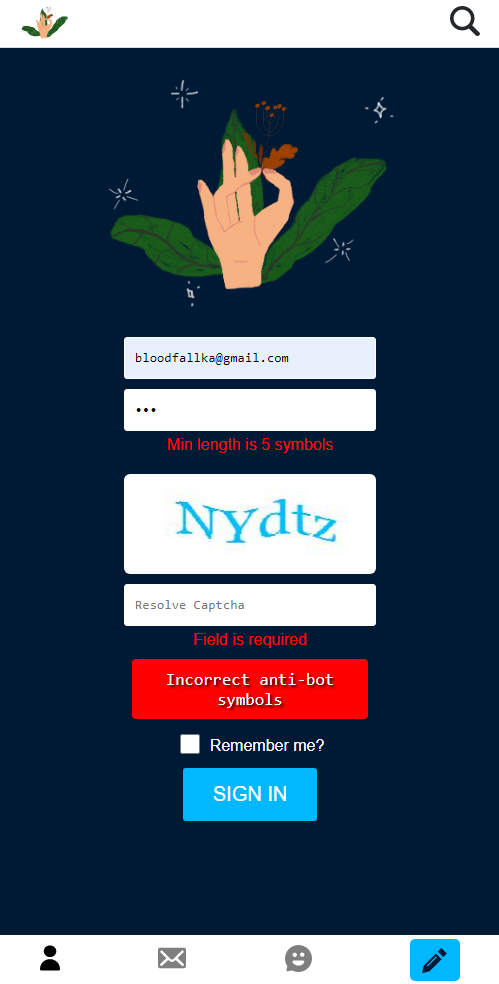 bloodfallka@gmail.com
•••
Min length is 5 symbols
NYdtz
Resolve Captcha
Field is required
Incorrect anti-bot
symbols
Remember me?
SIGN IN